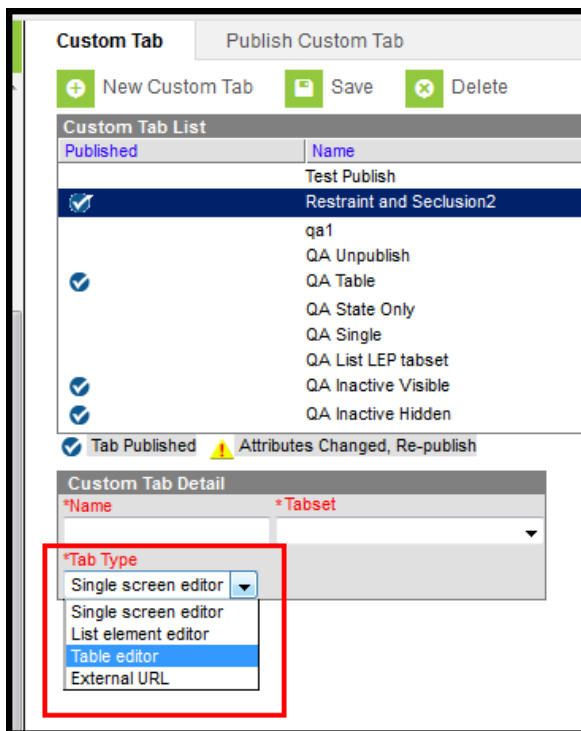 Custom Tab Publish Custom Tab
New Custom Tab Save Delete
Custom Tab List
Published Name
Test Publish
Restraint and Seclusion2
qa1
QA Unpublish
QA Table
QA State Only
QA Single
QA List LEP tabset
QA Inactive Visible
QA Inactive Hidden
Tab Published Attributes Changed, Re-publish
Custom Tab Detail
*Name *Tabset
*Tab Type
Single screen editor
Single screen editor
List element editor
Table editor
External URL